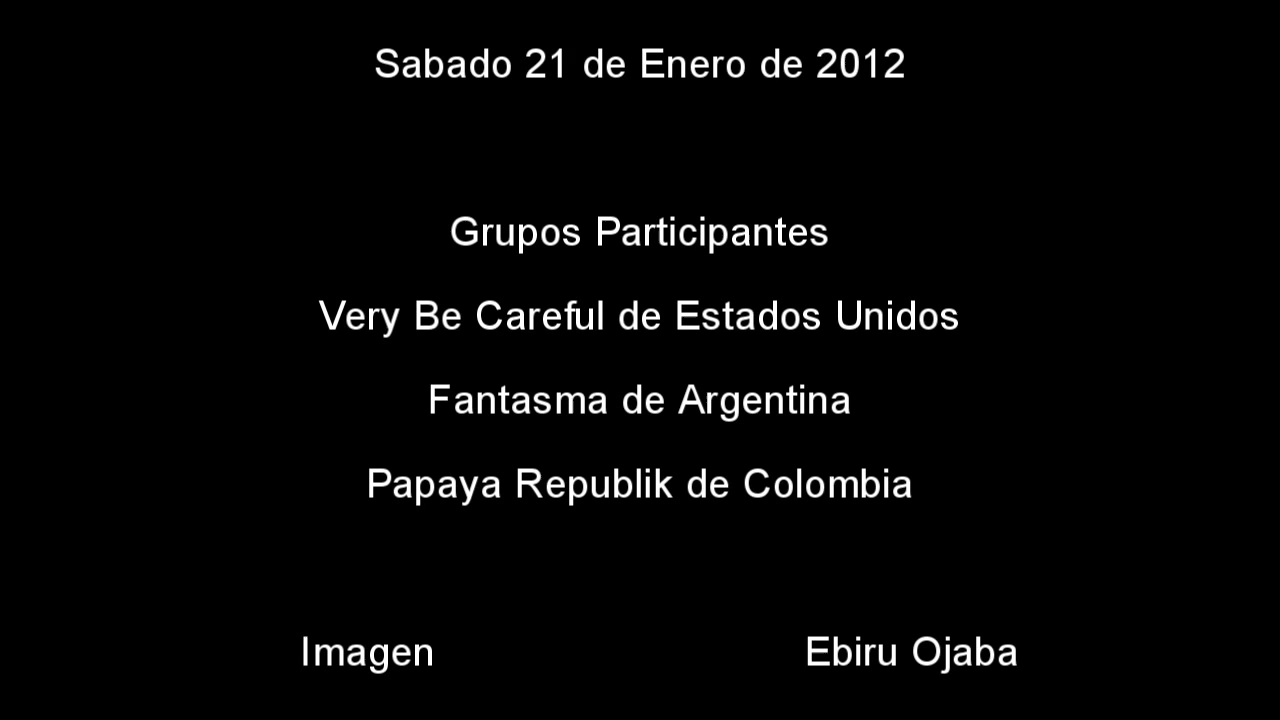 Sabado 21 de Enero de 2012
Grupos Participantes
Very Be Careful de Estados Unidos
Fantasma de Argentina
Papaya Republik de Colombia
Imagen Ebiru Ojaba